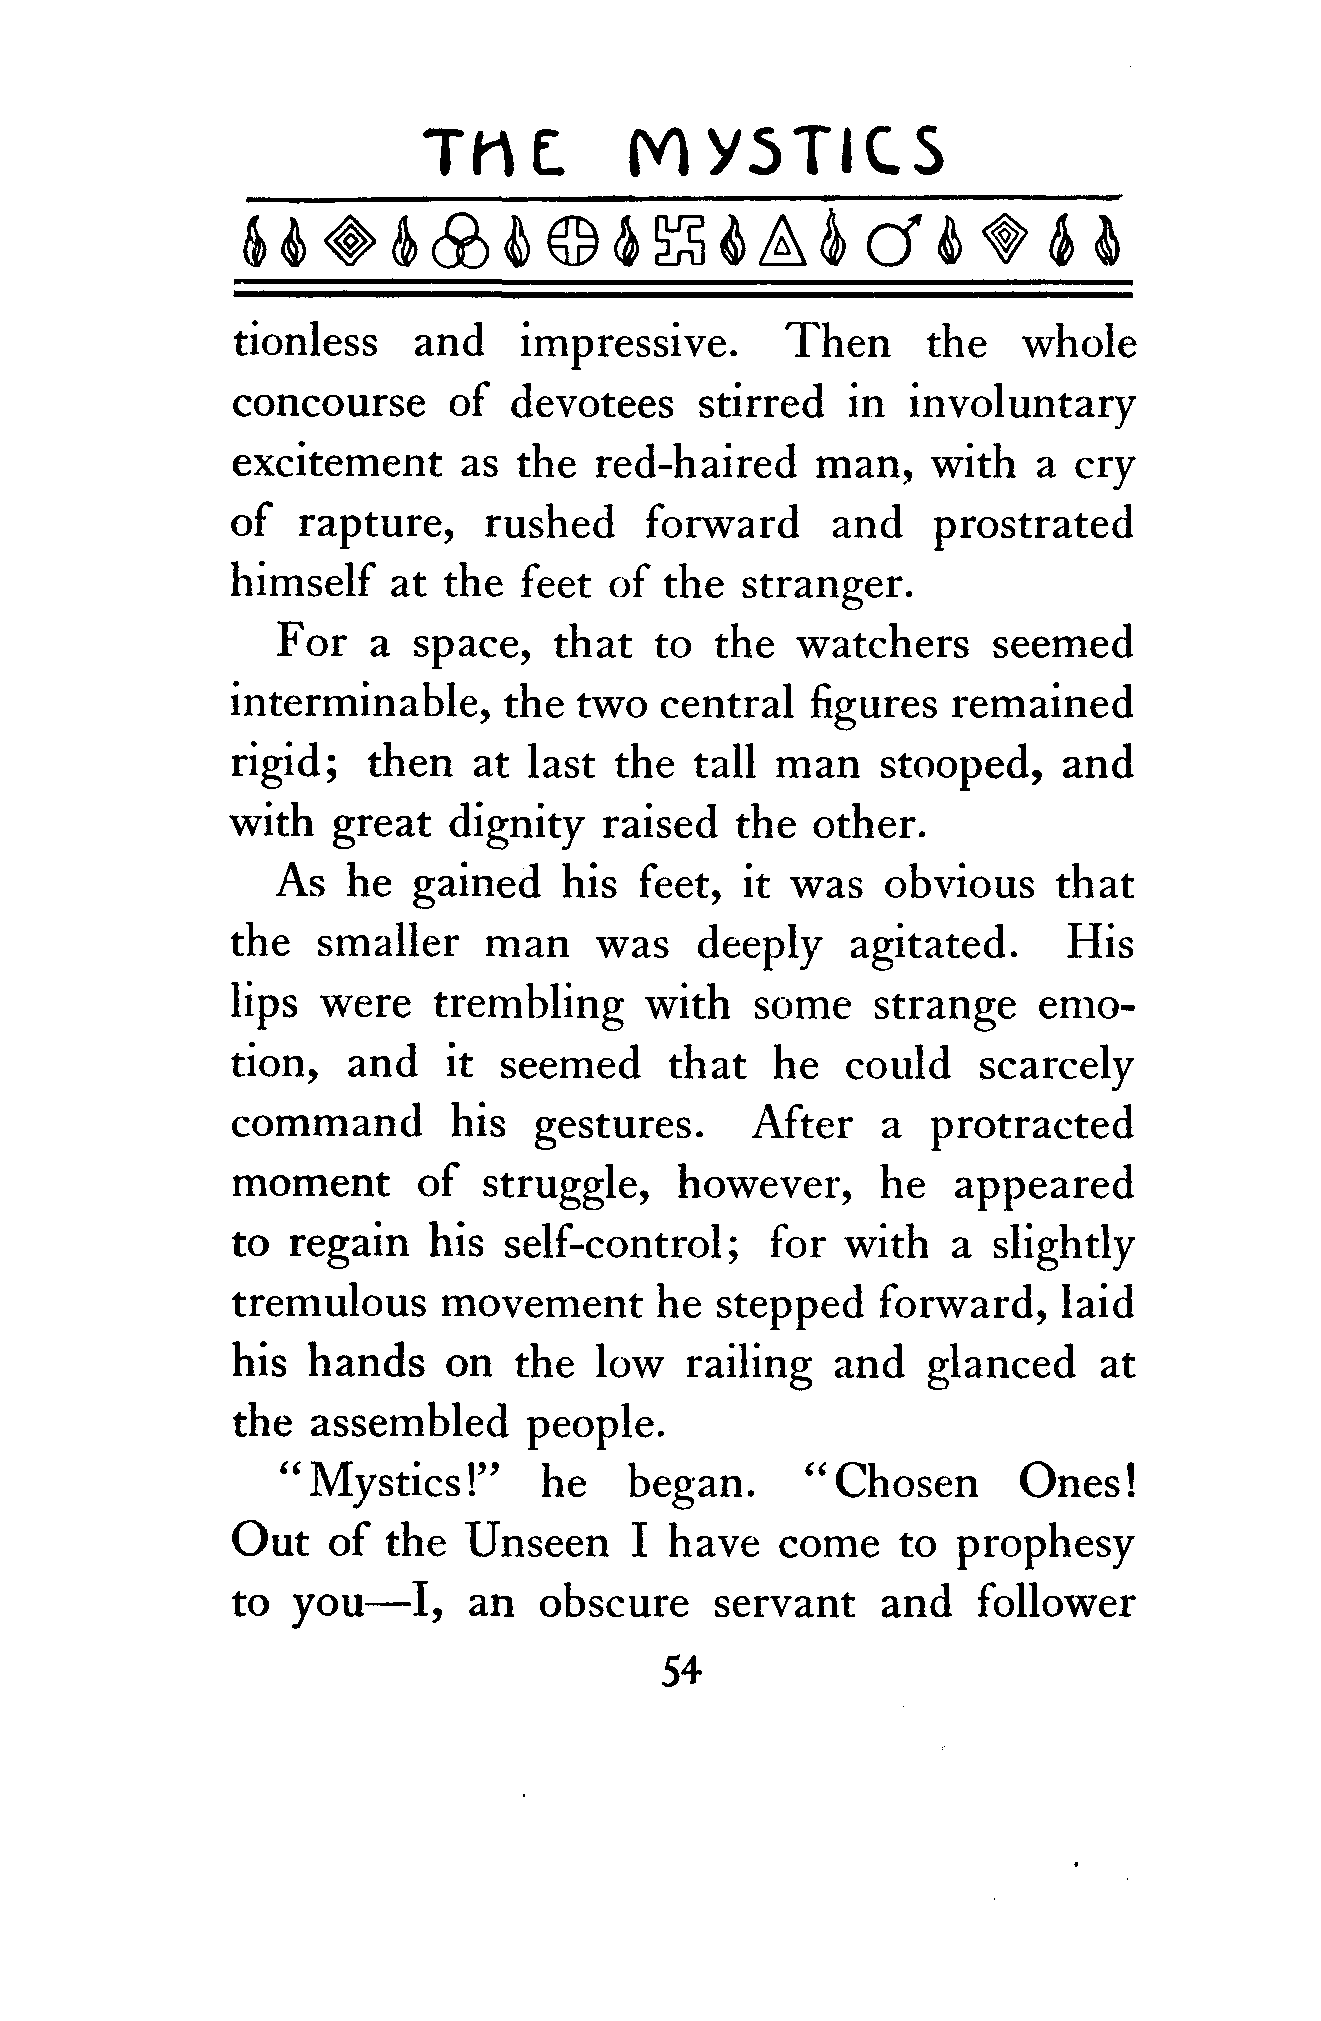 THE MYSTICS
tionless and impressive. Then the whole
concourse of devotees stirred in involuntary
excitement as the red-haired man, with a cry
of rapture, rushed forward and prostrated
himself at the feet of the stranger.
For a space, that to the watchers seemed
interminable, the two central figures remained
rigid; then at last the tall man stooped, and
with great dignity raised the other.
As he gained his feet, it was obvious that
the smaller man was deeply agitated. His
lips were trembling with some strange emo-
tion, and it seemed that he could scarcely
command his gestures. After a protracted
moment of struggle, however, he appeared
to regain his self-control; for with a slightly
tremulous movement he stepped forward, laid
his hands on the low railing and glanced at
the assembled people.
“Mystics!” he began. “Chosen Ones!
Out of the Unseen I have come to prophesy
to you—I, an obscure servant and follower
54